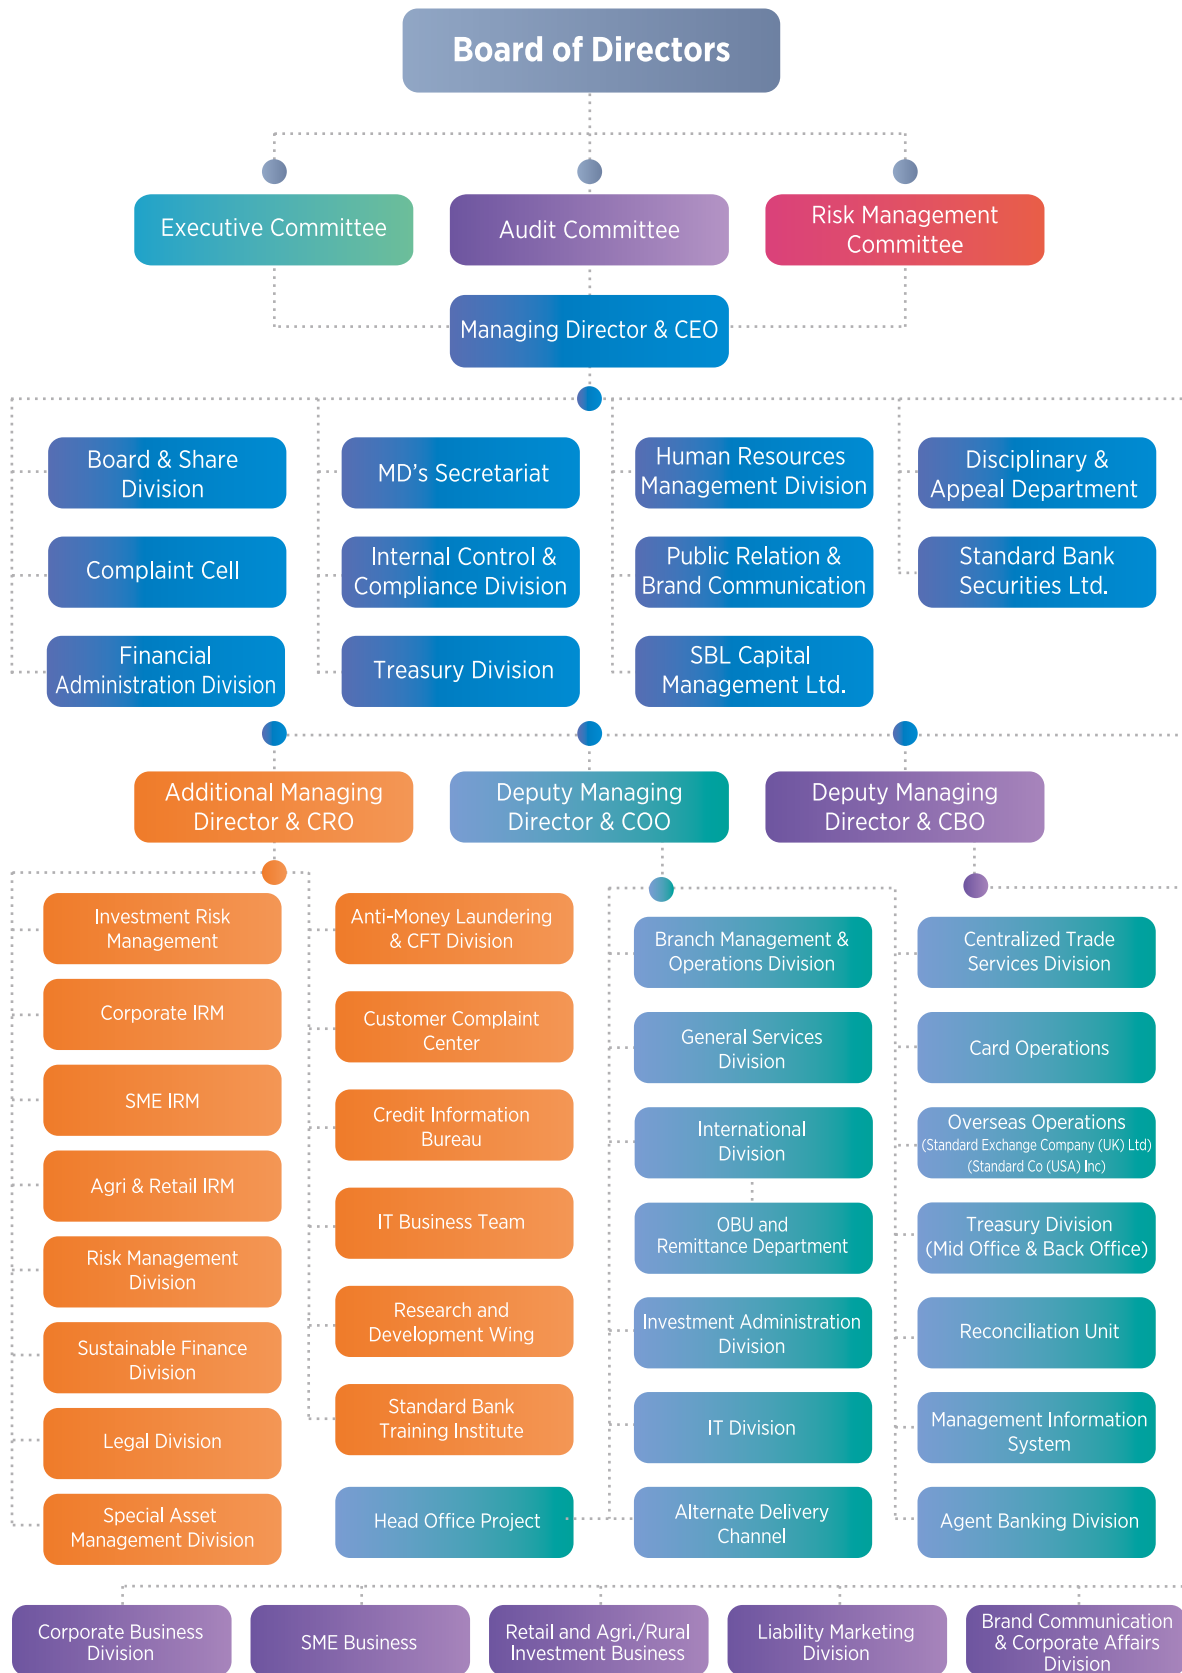 Board of Directors
Executive Committee
Audit Committee
Risk Management
Committee
Managing Director & CEO
Board & Share
Division
MD's Secretariat
Human Resources
Management Division
Disciplinary &
Appeal Department
Complaint Cell
Internal Control &
Compliance Division
Public Relation &
Brand Communication
Standard Bank
Securities Ltd.
Financial
Administration Division
Treasury Division
SBL Capital
Management Ltd.
Additional Managing
Director & CRO
Deputy Managing
Director & COO
Deputy Managing
Director & CBO
Investment Risk
Management
Corporate IRM
SME IRM
Agri & Retail IRM
Risk Management
Division
Sustainable Finance
Division
Legal Division
Special Asset
Management Division
Anti-Money Laundering
& CFT Division
Customer Complaint
Center
Credit Information
Bureau
IT Business Team
Research and
Development Wing
Standard Bank
Training Institute
Head Office Project
Branch Management &
Operations Division
General Services
Division
International
Division
OBU and
Remittance Department
Investment Administration
Division
IT Division
Alternate Delivery
Channel
Centralized Trade
Services Division
Card Operations
Overseas Operations
(Standard Exchange Company (UK) Ltd)
(Standard Co (USA) Inc)
Treasury Division
(Mid Office & Back Office)
Reconciliation Unit
Management Information
System
Agent Banking Division
Corporate Business
Division
SME Business
Retail and Agri./Rural
Investment Business
Liability Marketing
Division
Brand Communication
& Corporate Affairs
Division